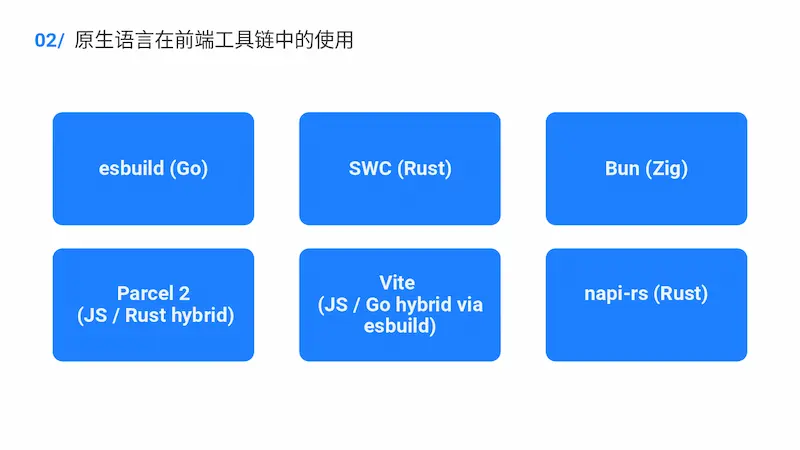 02/ 原生语言在前端工具链中的使用
esbuild (Go)
SWC (Rust)
Bun (Zig)
Parcel 2
(JS / Rust hybrid)
Vite
(JS / Go hybrid via
esbuild)
napi-rs (Rust)